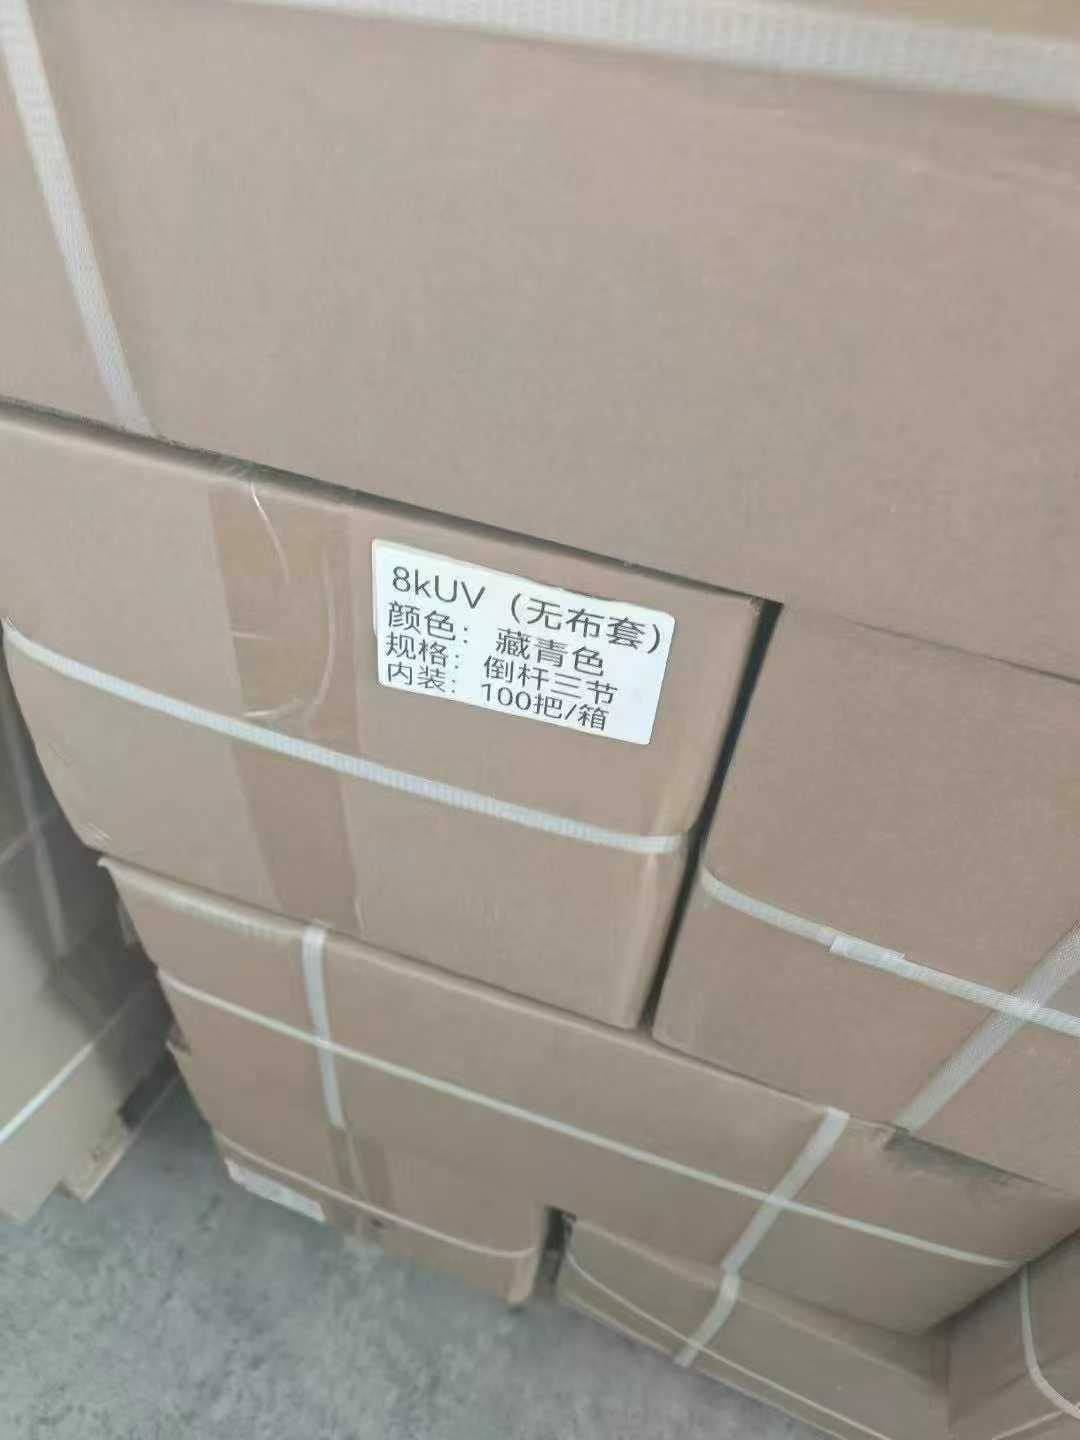 8kUV（无布套）
颜色：藏青色
规格：倒杆三节
内装：100把/箱